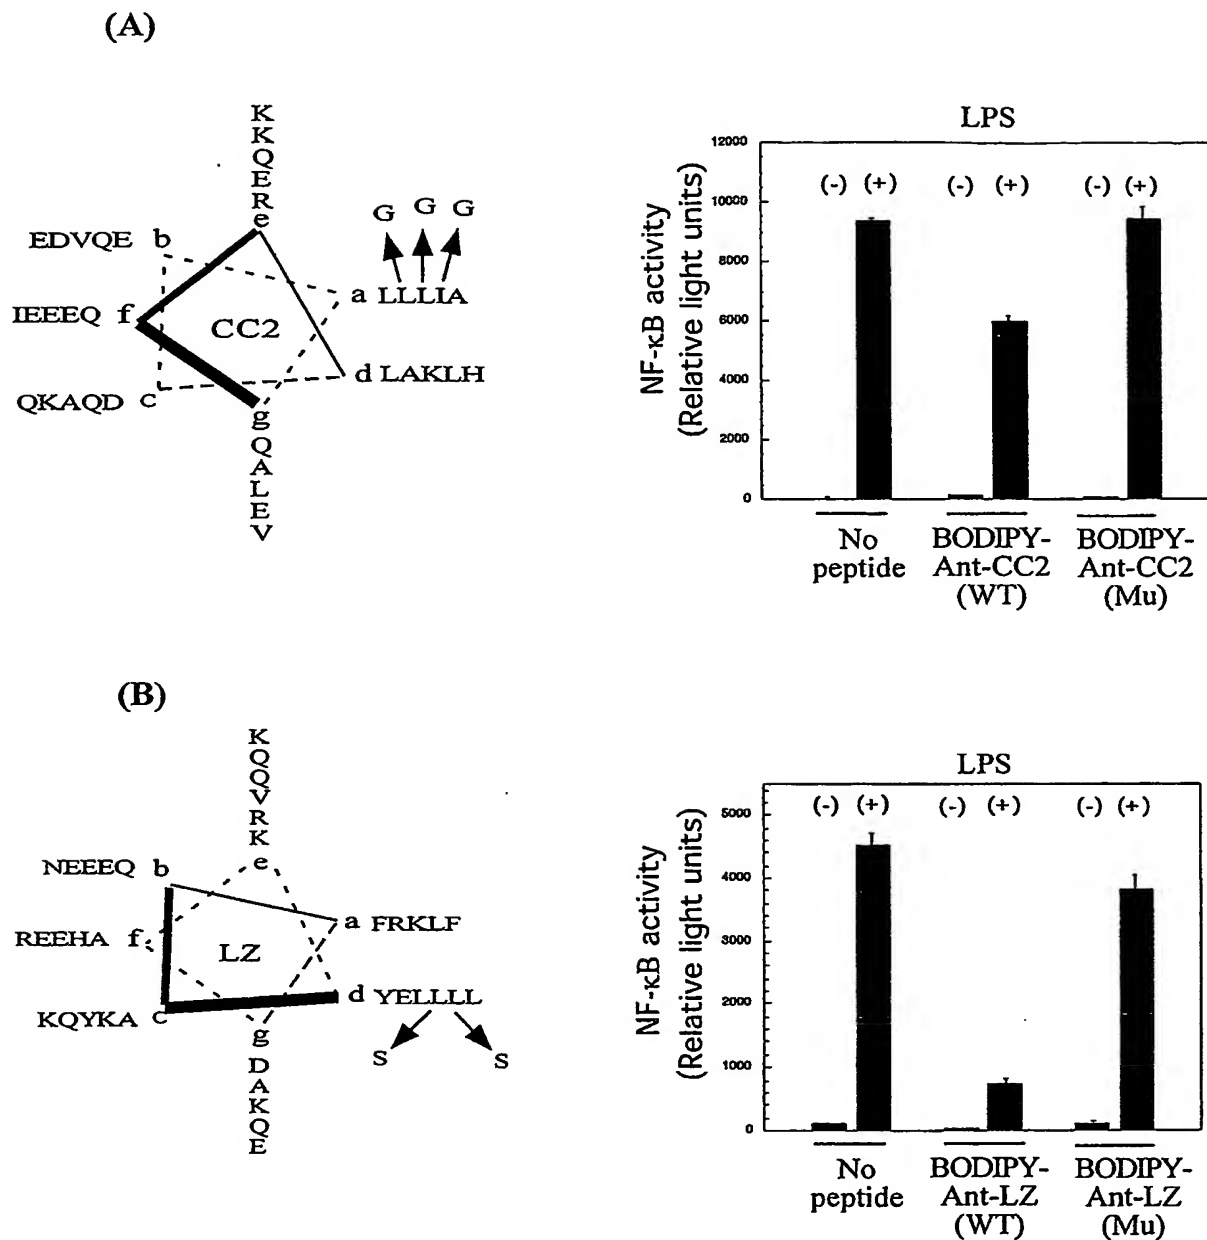 (A)
K
K
Q
E
R
e
G G G
EDVQE b
a LLLIA
IEEEQ f
CC2
d LAKLH
QKAQD c
g
Q
A
L
E
V
LPS
12000
10000
8000
6000
4000
2000
0
(-) (+) (-) (+) (-) (+)
NF-κB activity
(Relative light units)
No
peptide
BODIPY-
Ant-CC2
(WT)
BODIPY-
Ant-CC2
(Mu)
(B)
K
Q
Q
V
R
K
e
NEEEQ b
a FRKLF
REEHA f
LZ
d YELLLL
KQYKA c
g
S S
D
A
K
Q
E
LPS
5000
4000
3000
2000
1000
0
(-) (+) (-) (+) (-) (+)
NF-κB activity
(Relative light units)
No
peptide
BODIPY-
Ant-LZ
(WT)
BODIPY-
Ant-LZ
(Mu)